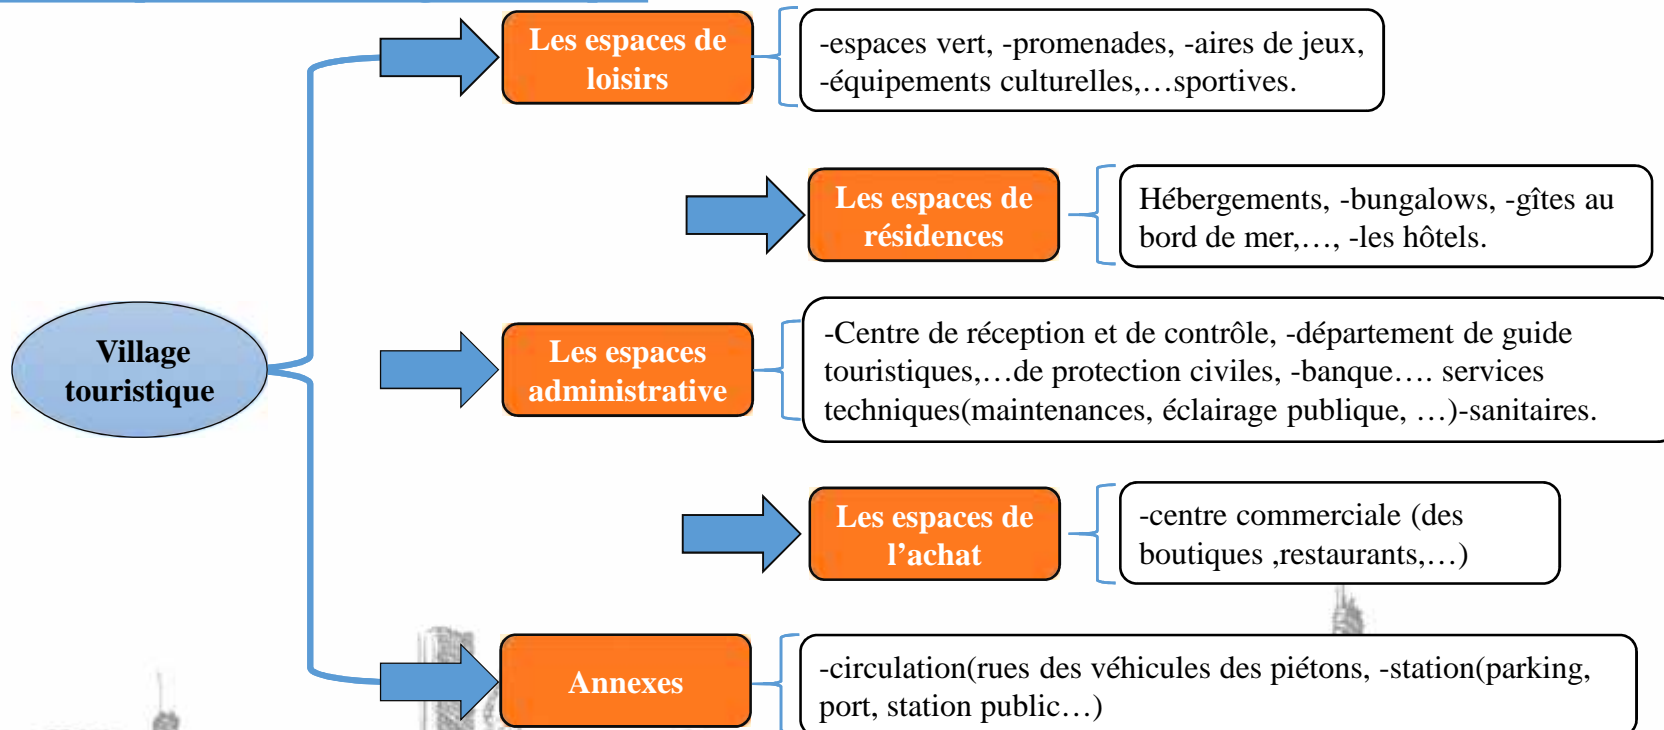 Les espaces de
loisirs
-espaces vert, -promenades, -aires de jeux,
-équipements culturelles,…sportives.
Les espaces de
résidences
Hébergements, -bungalows, -gîtes au
bord de mer,…, -les hôtels.
Village
touristique
Les espaces
administrative
-Centre de réception et de contrôle, -département de guide
touristiques,…de protection civiles, -banque…. services
techniques(maintenances, éclairage publique, …)-sanitaires.
Les espaces de
l’achat
-centre commerciale (des
boutiques ,restaurants,…)
Annexes
-circulation(rues des véhicules des piétons, -station(parking,
port, station public…)